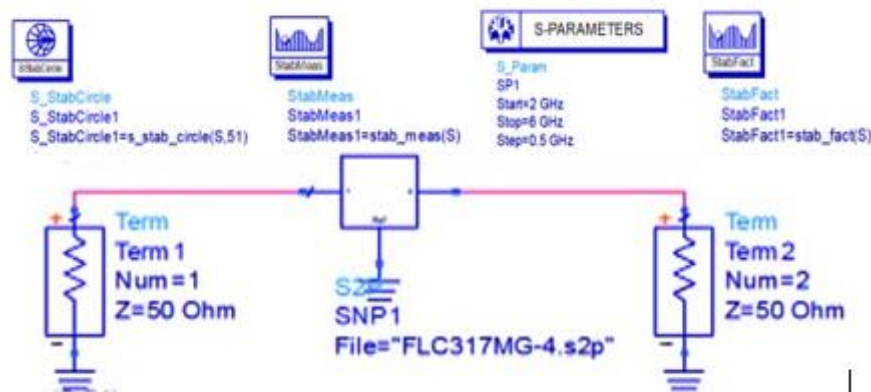 S-PARAMETERS
StabMeas
StabFact
S_StabCircle
S_StabCircle1
S_StabCircle1=s_stab_circle(S,51)
StabMeas
StabMeas1
StabMeas1=stab_meas(S)
S_Param
SP1
Start=2 GHz
Stop=6 GHz
Step=0.5 GHz
StabFact
StabFact1
StabFact1=stab_fact(S)
Term
Term 1
Num=1
Z=50 Ohm
Ref
S2P
SNP1
File="FLC317MG-4.s2p"
Term
Term 2
Num=2
Z=50 Ohm